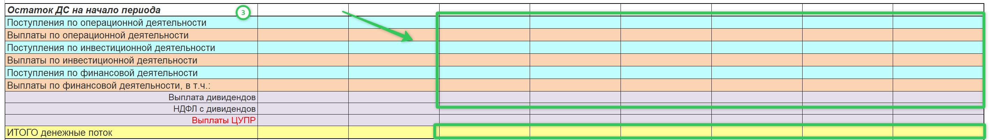 Остаток ДС на начало периода
3
Поступления по операционной деятельности
Выплаты по операционной деятельности
Поступления по инвестиционной деятельности
Выплаты по инвестиционной деятельности
Поступления по финансовой деятельности
Выплаты по финансовой деятельности, в т.ч.:
Выплата дивидендов
НДФЛ с дивидендов
Выплаты ЦУПР
ИТОГО денежные поток